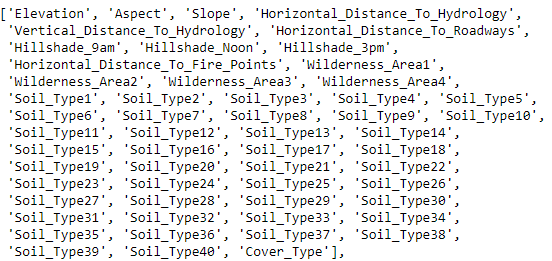 ['Elevation', 'Aspect', 'Slope', 'Horizontal_Distance_To_Hydrology',
'Vertical_Distance_To_Hydrology', 'Horizontal_Distance_To_Roadways',
'Hillshade_9am', 'Hillshade_Noon', 'Hillshade_3pm',
'Horizontal_Distance_To_Fire_Points', 'Wilderness_Area1',
'Wilderness_Area2', 'Wilderness_Area3', 'Wilderness_Area4',
'Soil_Type1', 'Soil_Type2', 'Soil_Type3', 'Soil_Type4', 'Soil_Type5',
'Soil_Type6', 'Soil_Type7', 'Soil_Type8', 'Soil_Type9', 'Soil_Type10',
'Soil_Type11', 'Soil_Type12', 'Soil_Type13', 'Soil_Type14',
'Soil_Type15', 'Soil_Type16', 'Soil_Type17', 'Soil_Type18',
'Soil_Type19', 'Soil_Type20', 'Soil_Type21', 'Soil_Type22',
'Soil_Type23', 'Soil_Type24', 'Soil_Type25', 'Soil_Type26',
'Soil_Type27', 'Soil_Type28', 'Soil_Type29', 'Soil_Type30',
'Soil_Type31', 'Soil_Type32', 'Soil_Type33', 'Soil_Type34',
'Soil_Type35', 'Soil_Type36', 'Soil_Type37', 'Soil_Type38',
'Soil_Type39', 'Soil_Type40', 'Cover_Type'],